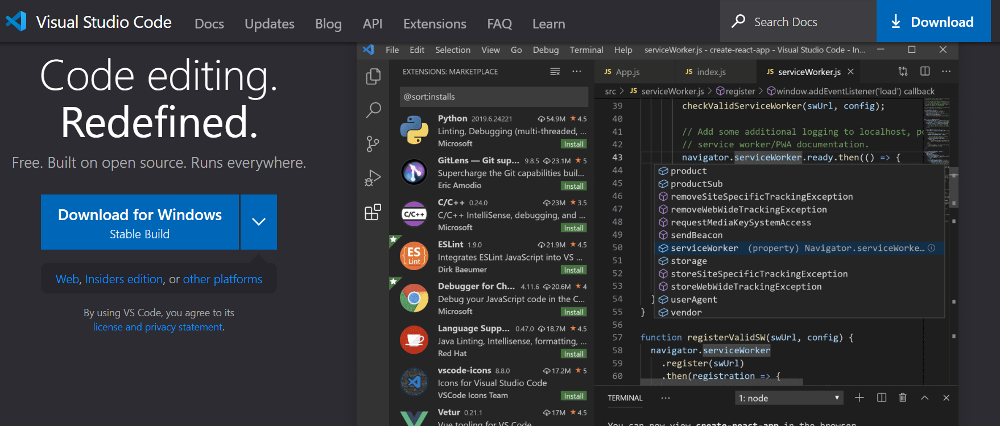 Visual Studio Code Docs Updates Blog API Extensions FAQ Learn Search Docs Download
Code editing.
Redefined.
Free. Built on open source. Runs everywhere.
Download for Windows
Stable Build
Web, Insiders edition, or other platforms
By using VS Code, you agree to its
license and privacy statement.
File Edit Selection View Go Debug Terminal Help serviceWorker.js - create-react-app - Visual Studio Code - In...
EXTENSIONS: MARKETPLACE ...
@sort:installs
Python 2019.6.24221 54.9M ★ 4.5
Linting, Debugging (multi-threaded, ...
Microsoft Install
GitLens — Git sup... 9.8.5 23.1M ★ 5
Supercharge the Git capabilities buil...
Eric Amodio Install
C/C++
C/C++ 0.24.0 23M ★ 3.5
C/C++ IntelliSense, debugging, and ...
Microsoft Install
ES
Lint
ESLint 1.9.0 21.9M ★ 4.5
Integrates ESLint JavaScript into VS ...
Dirk Baeumer Install
Debugger for Ch... 4.11.6 20.6M ★ 4
Debug your JavaScript code in the C...
Microsoft Install
Language Supp... 0.47.0 18.7M ★ 4.5
Java Linting, Intellisense, formatting, ...
Red Hat Install
vscode-icons 8.8.0 17.2M ★ 5
Icons for Visual Studio Code
VSCode Icons Team Install
Vetur 0.21.1 17M ★ 4.5
Vue tooling for VS Code
JS App.js JS index.js JS serviceWorker.js ...
src > JS serviceWorker.js > register > window.addEventListener('load') callback
39 checkValidServiceWorker(swUrl, config);
40
41 // Add some additional logging to localhost,
42 // service worker/PWA documentation.
43 navigator.serviceWorker.ready.then(() => {
44 product
45 productSub
46 removeSiteSpecificTrackingException
47 removeWebWideTrackingException
48 requestMediaKeySystemAccess
49 sendBeacon
50 serviceWorker (property) Navigator.serviceWorke...
51 storage
52 storeSiteSpecificTrackingException
53 storeWebWideTrackingException
54 } userAgent
55 } vendor
56
57 function registerValidSW(swUrl, config) {
58 navigator.serviceWorker
59 .register(swUrl)
60 .then(registration => {
TERMINAL ... 1: node
You can now view create-react-app in the browser.